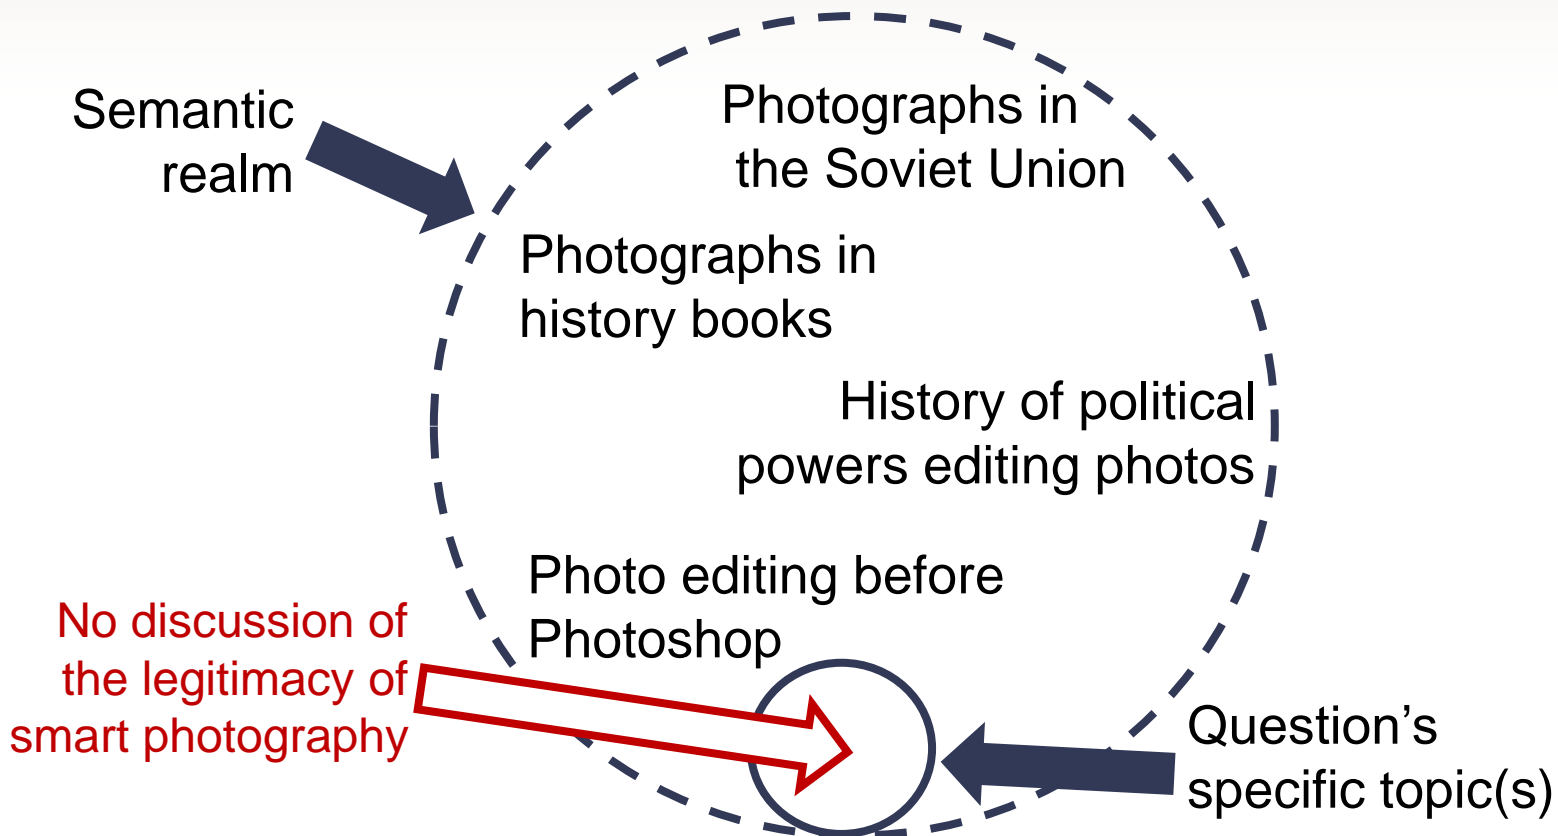 Semantic
realm
Photographs in
the Soviet Union
Photographs in
history books
History of political
powers editing photos
Photo editing before
Photoshop
No discussion of
the legitimacy of
smart photography
Question’s
specific topic(s)